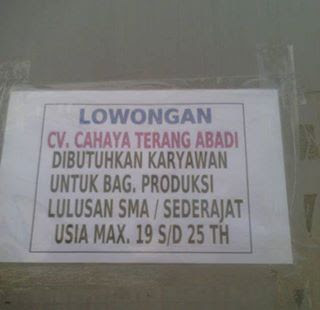 LOWONGAN
CV. CAHAYA TERANG ABADI
DIBUTUHKAN KARYAWAN
UNTUK BAG. PRODUKSI
LULUSAN SMA / SEDERAJAT
USIA MAX. 19 S/D 25 TH